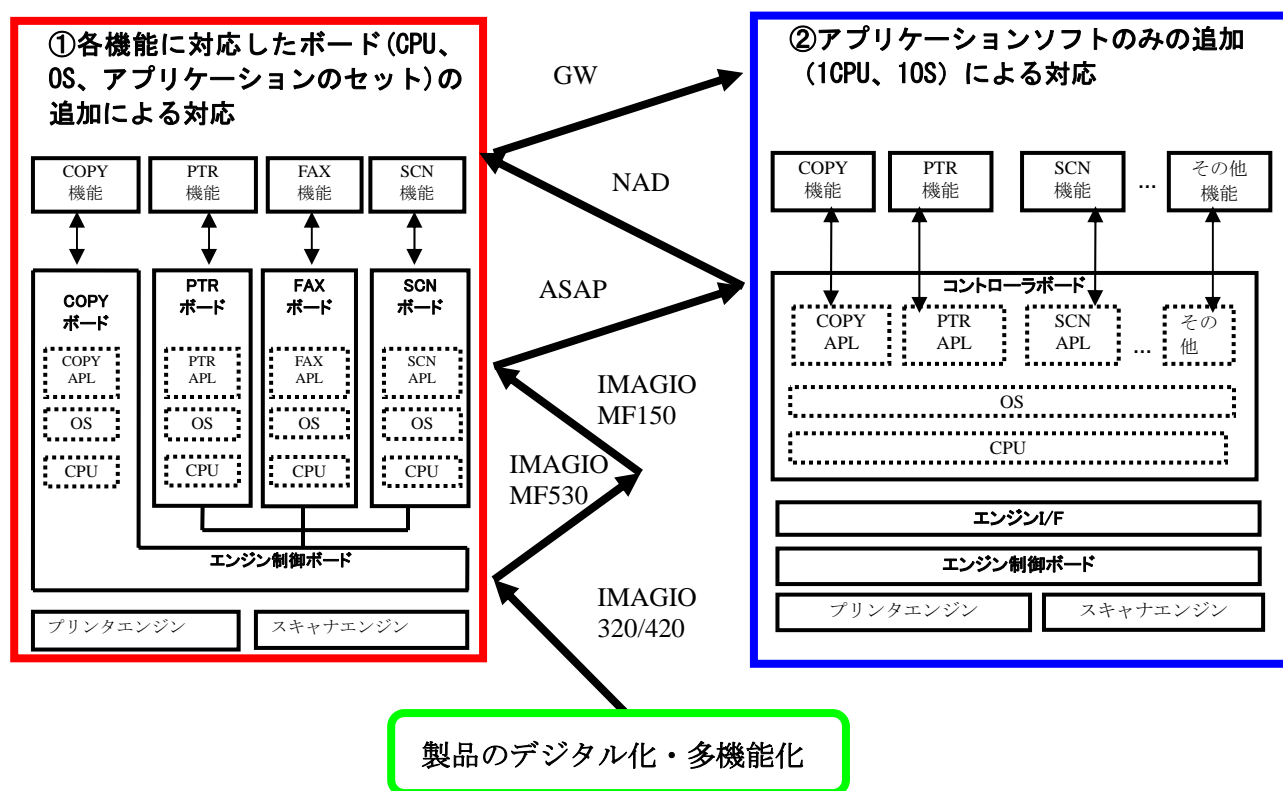 ①各機能に対応したボード(CPU、
OS、アプリケーションのセット)の
追加による対応
COPY
機能
PTR
機能
FAX
機能
SCN
機能
COPY
ボード
PTR
ボード
FAX
ボード
SCN
ボード
COPY
APL
PTR
APL
FAX
APL
SCN
APL
OS
OS
OS
OS
CPU
CPU
CPU
CPU
エンジン制御ボード
プリンタエンジン
スキャナエンジン
GW
NAD
ASAP
IMAGIO
MF150
IMAGIO
MF530
IMAGIO
320/420
製品のデジタル化・多機能化
②アプリケーションソフトのみの追加
(1CPU、1OS)による対応
COPY
機能
PTR
機能
SCN
機能
…
その他
機能
コントローラボード
COPY
APL
PTR
APL
SCN
APL
…
その
他
OS
CPU
エンジンI/F
エンジン制御ボード
プリンタエンジン
スキャナエンジン